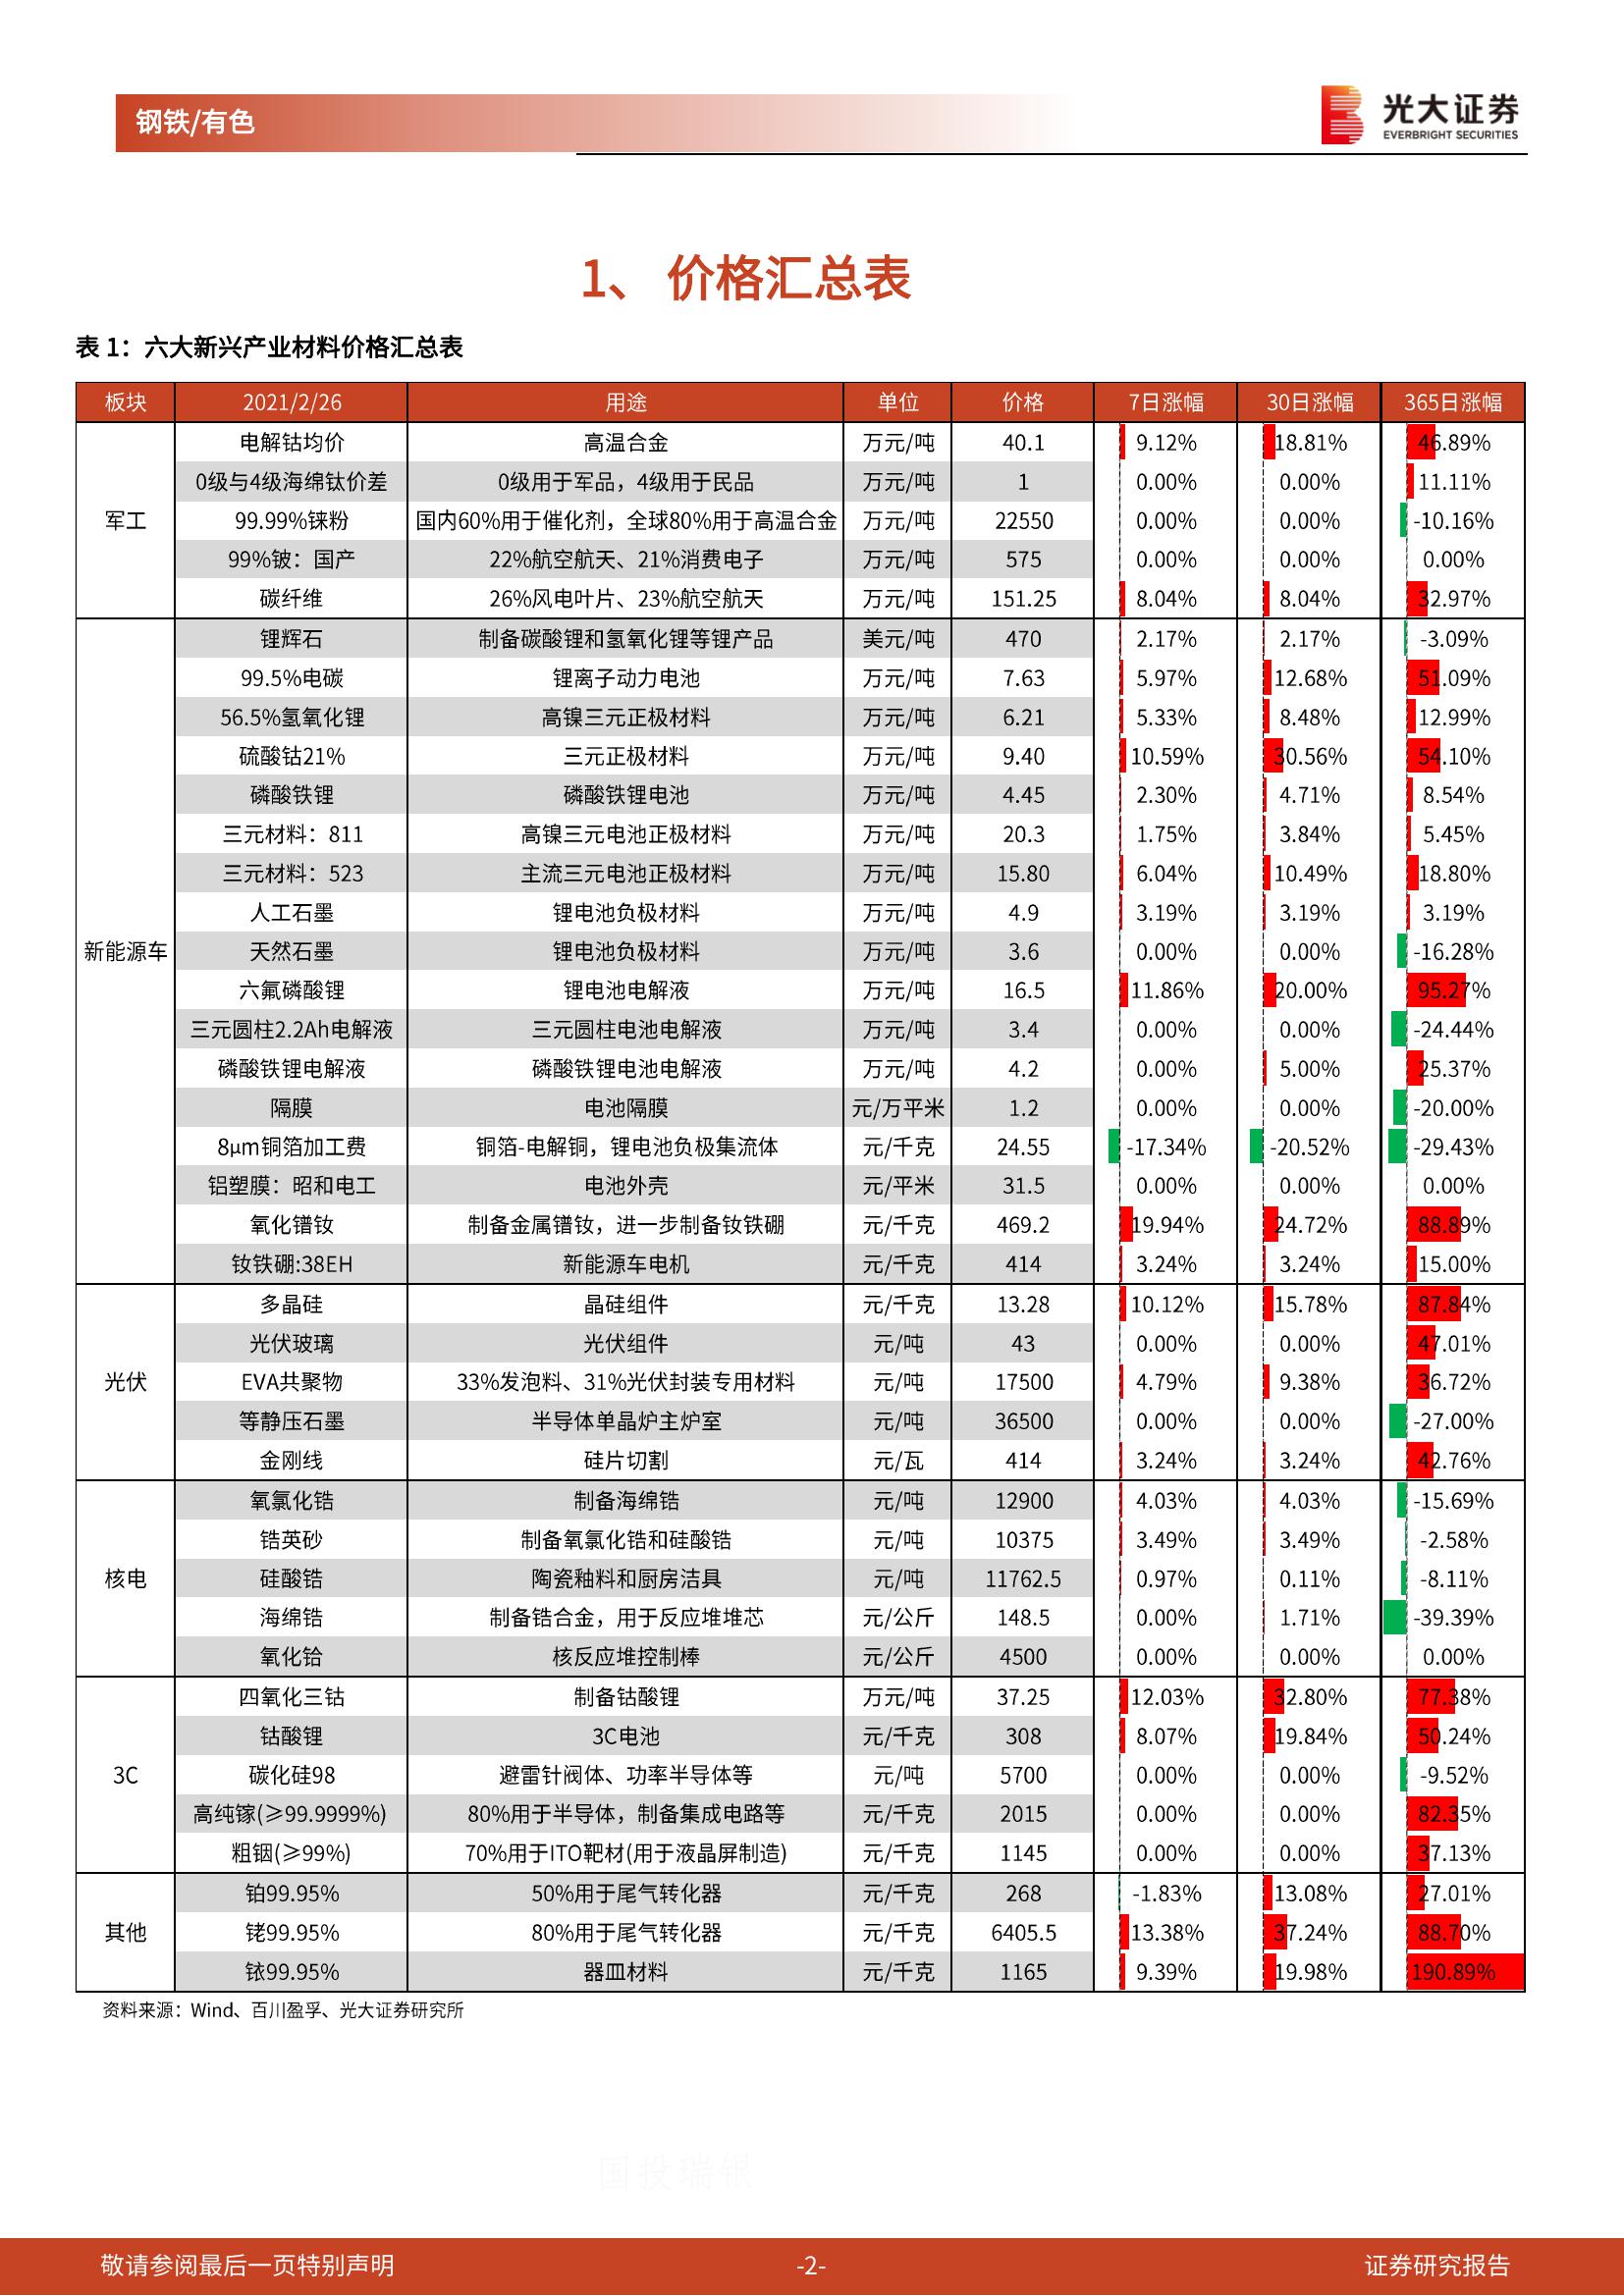 钢铁/有色
光大证券
EVERBRIGHT SECURITIES
1、 价格汇总表
表 1：六大新兴产业材料价格汇总表
板块 2021/2/26 用途 单位 价格 7日涨幅 30日涨幅 365日涨幅
电解钴均价 高温合金 万元/吨 40.1 9.12% 18.81% 46.89%
0级与4级海绵钛价差 0级用于军品，4级用于民品 万元/吨 1 0.00% 0.00% 11.11%
军工 99.99%铼粉 国内60%用于催化剂，全球80%用于高温合金 万元/吨 22550 0.00% 0.00% -10.16%
99%铍：国产 22%航空航天、21%消费电子 万元/吨 575 0.00% 0.00% 0.00%
碳纤维 26%风电叶片、23%航空航天 万元/吨 151.25 8.04% 8.04% 32.97%
锂辉石 制备碳酸锂和氢氧化锂等锂产品 美元/吨 470 2.17% 2.17% -3.09%
99.5%电碳 锂离子动力电池 万元/吨 7.63 5.97% 12.68% 51.09%
56.5%氢氧化锂 高镍三元正极材料 万元/吨 6.21 5.33% 8.48% 12.99%
硫酸钴21% 三元正极材料 万元/吨 9.40 10.59% 30.56% 54.10%
磷酸铁锂 磷酸铁锂电池 万元/吨 4.45 2.30% 4.71% 8.54%
三元材料：811 高镍三元电池正极材料 万元/吨 20.3 1.75% 3.84% 5.45%
三元材料：523 主流三元电池正极材料 万元/吨 15.80 6.04% 10.49% 18.80%
人工石墨 锂电池负极材料 万元/吨 4.9 3.19% 3.19% 3.19%
新能源车 天然石墨 锂电池负极材料 万元/吨 3.6 0.00% 0.00% -16.28%
六氟磷酸锂 锂电池电解液 万元/吨 16.5 11.86% 20.00% 95.27%
三元圆柱2.2Ah电解液 三元圆柱电池电解液 万元/吨 3.4 0.00% 0.00% -24.44%
磷酸铁锂电解液 磷酸铁锂电池电解液 万元/吨 4.2 0.00% 5.00% 25.37%
隔膜 电池隔膜 元/万平米 1.2 0.00% 0.00% -20.00%
8μm铜箔加工费 铜箔-电解铜，锂电池负极集流体 元/千克 24.55 -17.34% -20.52% -29.43%
铝塑膜：昭和电工 电池外壳 元/平米 31.5 0.00% 0.00% 0.00%
氧化镨钕 制备金属镨钕，进一步制备钕铁硼 元/千克 469.2 19.94% 24.72% 88.89%
钕铁硼:38EH 新能源车电机 元/千克 414 3.24% 3.24% 15.00%
多晶硅 晶硅组件 元/千克 13.28 10.12% 15.78% 87.84%
光伏玻璃 光伏组件 元/吨 43 0.00% 0.00% 47.01%
光伏 EVA共聚物 33%发泡料、31%光伏封装专用材料 元/吨 17500 4.79% 9.38% 36.72%
等静压石墨 半导体单晶炉主炉室 元/吨 36500 0.00% 0.00% -27.00%
金刚线 硅片切割 元/瓦 414 3.24% 3.24% 42.76%
氧氯化锆 制备海绵锆 元/吨 12900 4.03% 4.03% -15.69%
锆英砂 制备氧氯化锆和硅酸锆 元/吨 10375 3.49% 3.49% -2.58%
核电 硅酸锆 陶瓷釉料和厨房洁具 元/吨 11762.5 0.97% 0.11% -8.11%
海绵锆 制备锆合金，用于反应堆堆芯 元/公斤 148.5 0.00% 1.71% -39.39%
氧化铪 核反应堆控制棒 元/公斤 4500 0.00% 0.00% 0.00%
四氧化三钴 制备钴酸锂 万元/吨 37.25 12.03% 32.80% 77.38%
钴酸锂 3C电池 元/千克 308 8.07% 19.84% 50.24%
3C 碳化硅98 避雷针阀体、功率半导体等 元/吨 5700 0.00% 0.00% -9.52%
高纯镓(≥99.9999%) 80%用于半导体，制备集成电路等 元/千克 2015 0.00% 0.00% 82.35%
粗铟(≥99%) 70%用于ITO靶材(用于液晶屏制造) 元/千克 1145 0.00% 0.00% 37.13%
铂99.95% 50%用于尾气转化器 元/千克 268 -1.83% 13.08% 27.01%
其他 铑99.95% 80%用于尾气转化器 元/千克 6405.5 13.38% 37.24% 88.70%
铱99.95% 器皿材料 元/千克 1165 9.39% 19.98% 190.89%
资料来源：Wind、百川盈孚、光大证券研究所
国投瑞银
敬请参阅最后一页特别声明 -2- 证券研究报告